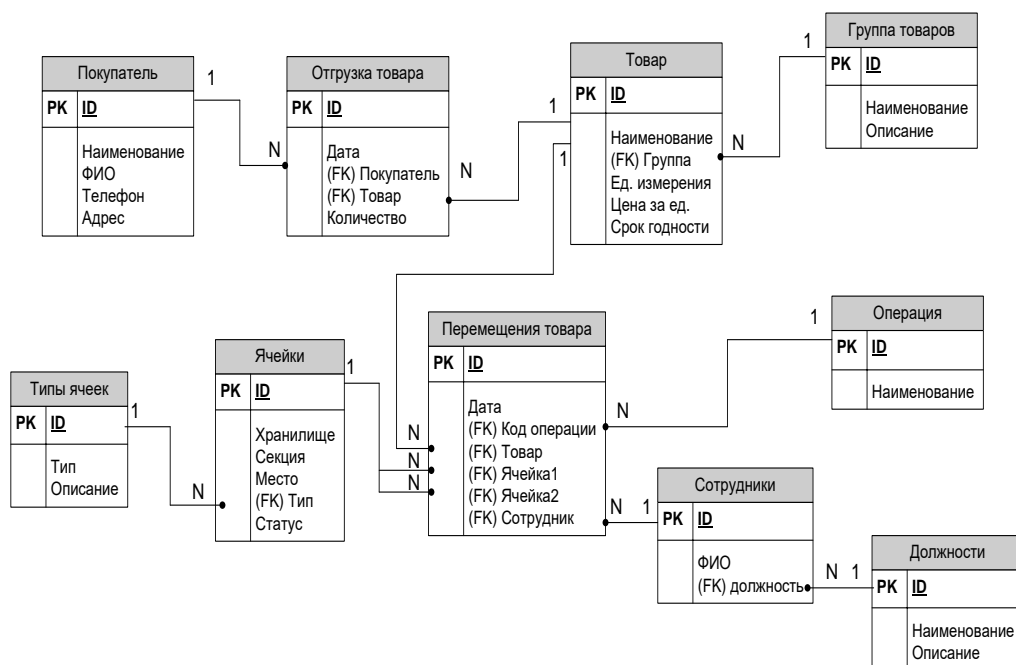 Покупатель
PK ID
Наименование
ФИО
Телефон
Адрес
1
N
Отгрузка товара
PK ID
Дата
(FK) Покупатель
(FK) Товар
Количество
N
1
1
Товар
PK ID
Наименование
(FK) Группа
Ед. измерения
Цена за ед.
Срок годности
N
1
Группа товаров
PK ID
Наименование
Описание
Типы ячеек
PK ID
Тип
Описание
1
N
Ячейки
PK ID
Хранилище
Секция
Место
(FK) Тип
Статус
1
N
N
N
Перемещения товара
PK ID
Дата
(FK) Код операции
(FK) Товар
(FK) Ячейка1
(FK) Ячейка2
(FK) Сотрудник
N
1
Операция
PK ID
Наименование
N
1
Сотрудники
PK ID
ФИО
(FK) должность
N
1
Должности
PK ID
Наименование
Описание